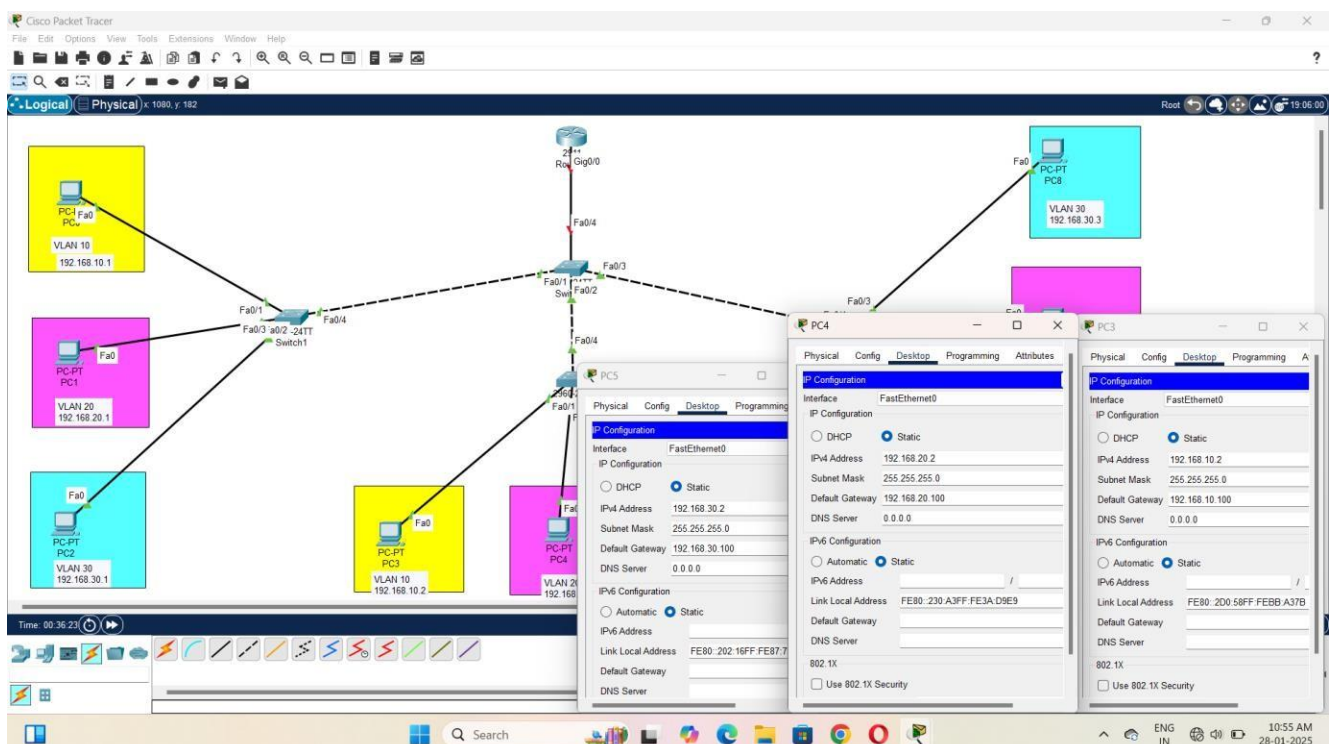 Cisco Packet Tracer
File Edit Options View Tools Extensions Window Help
?
Logical Physical x: 1080, y: 182
Root 19:06:00
Gig0/0
Fa0/4
Fa0/3
Fa0/1
Fa0/2
Fa0/4
Fa0/1
Fa0
VLAN 10
192.168.10.1
Fa0
PC-PT
PC1
VLAN 20
192.168.20.1
Fa0
PC-PT
PC2
VLAN 30
192.168.30.1
Fa0/1
Fa0/3
-24TT
Switch1
Fa0/4
Fa0
PC-PT
PC3
VLAN 10
192.168.10.2
PC-PT
PC4
Fa0
PC-PT
PC8
VLAN 30
192.168.30.3
Fa0/3
PC5
Physical Config Desktop Programming
IP Configuration
Interface FastEthernet0
IP Configuration
DHCP Static
IPv4 Address 192.168.30.2
Subnet Mask 255.255.255.0
Default Gateway 192.168.30.100
DNS Server 0.0.0.0
IPv6 Configuration
Automatic Static
IPv6 Address
Link Local Address FE80::202:16FF:FE87:7
Default Gateway
DNS Server
PC4
Physical Config Desktop Programming Attributes
IP Configuration
Interface FastEthernet0
IP Configuration
DHCP Static
IPv4 Address 192.168.20.2
Subnet Mask 255.255.255.0
Default Gateway 192.168.20.100
DNS Server 0.0.0.0
IPv6 Configuration
Automatic Static
IPv6 Address /
Link Local Address FE80::230:A3FF:FE3A:D9E9
Default Gateway
DNS Server
802.1X
Use 802.1X Security
PC3
Physical Config Desktop Programming A
IP Configuration
Interface FastEthernet0
IP Configuration
DHCP Static
IPv4 Address 192.168.10.2
Subnet Mask 255.255.255.0
Default Gateway 192.168.10.100
DNS Server 0.0.0.0
IPv6 Configuration
Automatic Static
IPv6 Address /
Link Local Address FE80::2D0:58FF:FEBB:A37B
Default Gateway
DNS Server
802.1X
Use 802.1X Security
Time: 00:36:23
Search
ENG
IN
10:55 AM
28-01-2025